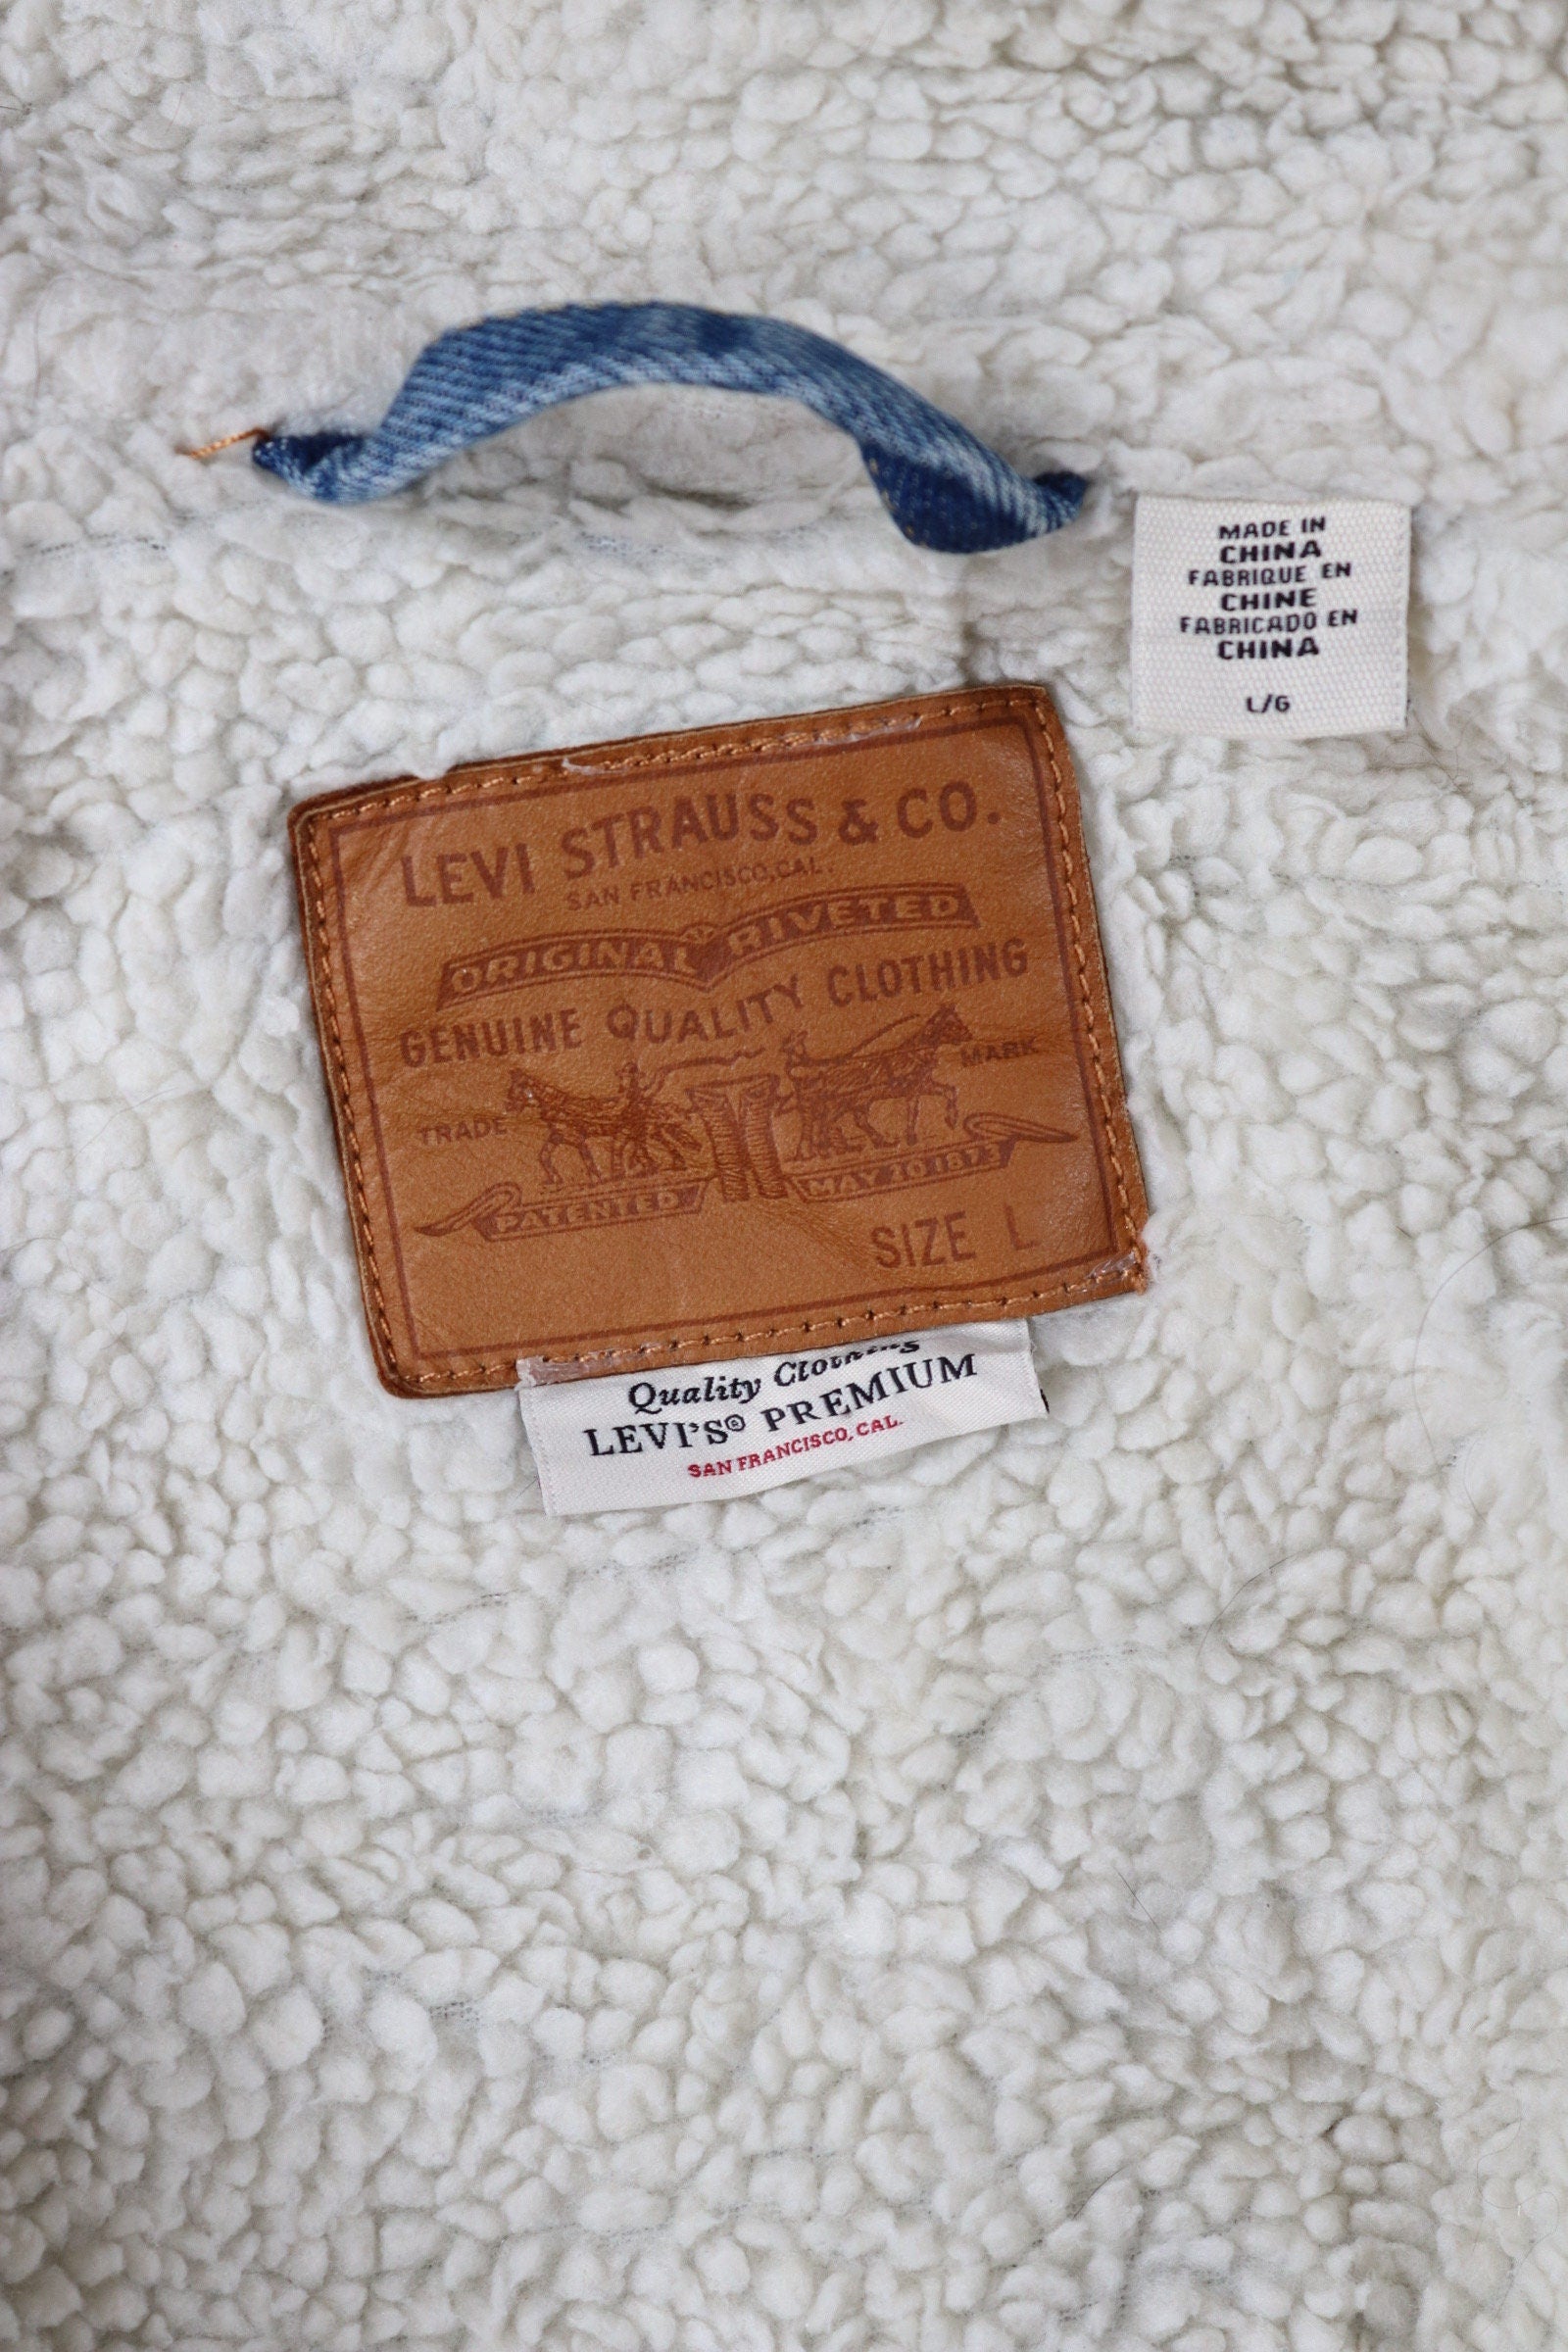 MADE IN
CHINA
FABRIQUE EN
CHINE
FABRICADO EN
CHINA
L/G
LEVI STRAUSS & CO.
SAN FRANCISCO, CAL.
ORIGINAL RIVETED
GENUINE QUALITY CLOTHING
TRADE MARK
PATENTED MAY 20 1873
SIZE L
Quality Clothing
LEVI'S® PREMIUM
SAN FRANCISCO, CAL.